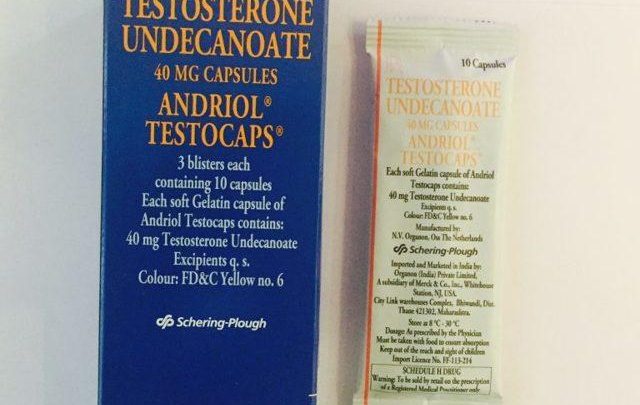 TESTOSTERONE
UNDECANOATE
40 MG CAPSULES
ANDRIOL®
TESTOCAPS®
3 blisters each
containing 10 capsules
Each soft Gelatin capsule of
Andriol Testocaps contains:
40 mg Testosterone Undecanoate
Excipients q. s.
Colour: FD&C Yellow no. 6
Schering-Plough
10 Capsules
TESTOSTERONE
UNDECANOATE
40 MG CAPSULES
ANDRIOL®
TESTOCAPS®
Each soft Gelatin capsule of Andriol
Testocaps contains:
40 mg Testosterone Undecanoate
Excipients q. s.
Colour: FD&C Yellow no. 6
Manufactured by:
N.V. Organon, Oss The Netherlands
Schering-Plough
Imported and Marketed in India by:
Organon (India) Private Limited.
A subsidiary of Merck & Co., Inc., Whitehouse
Station, NJ, USA.
City Link warehouses Complex, Bhiwandi, Dist.
Thane 421302, Maharashtra.
Store at 8 °C - 30 °C
Dosage: As prescribed by the Physician
Must be taken with food to ensure absorption
Keep out of the reach and sight of children
Import Licence No. FF-113-214
SCHEDULE H DRUG
Warning: To be sold by retail on the prescription
of a Registered Medical Practitioner only